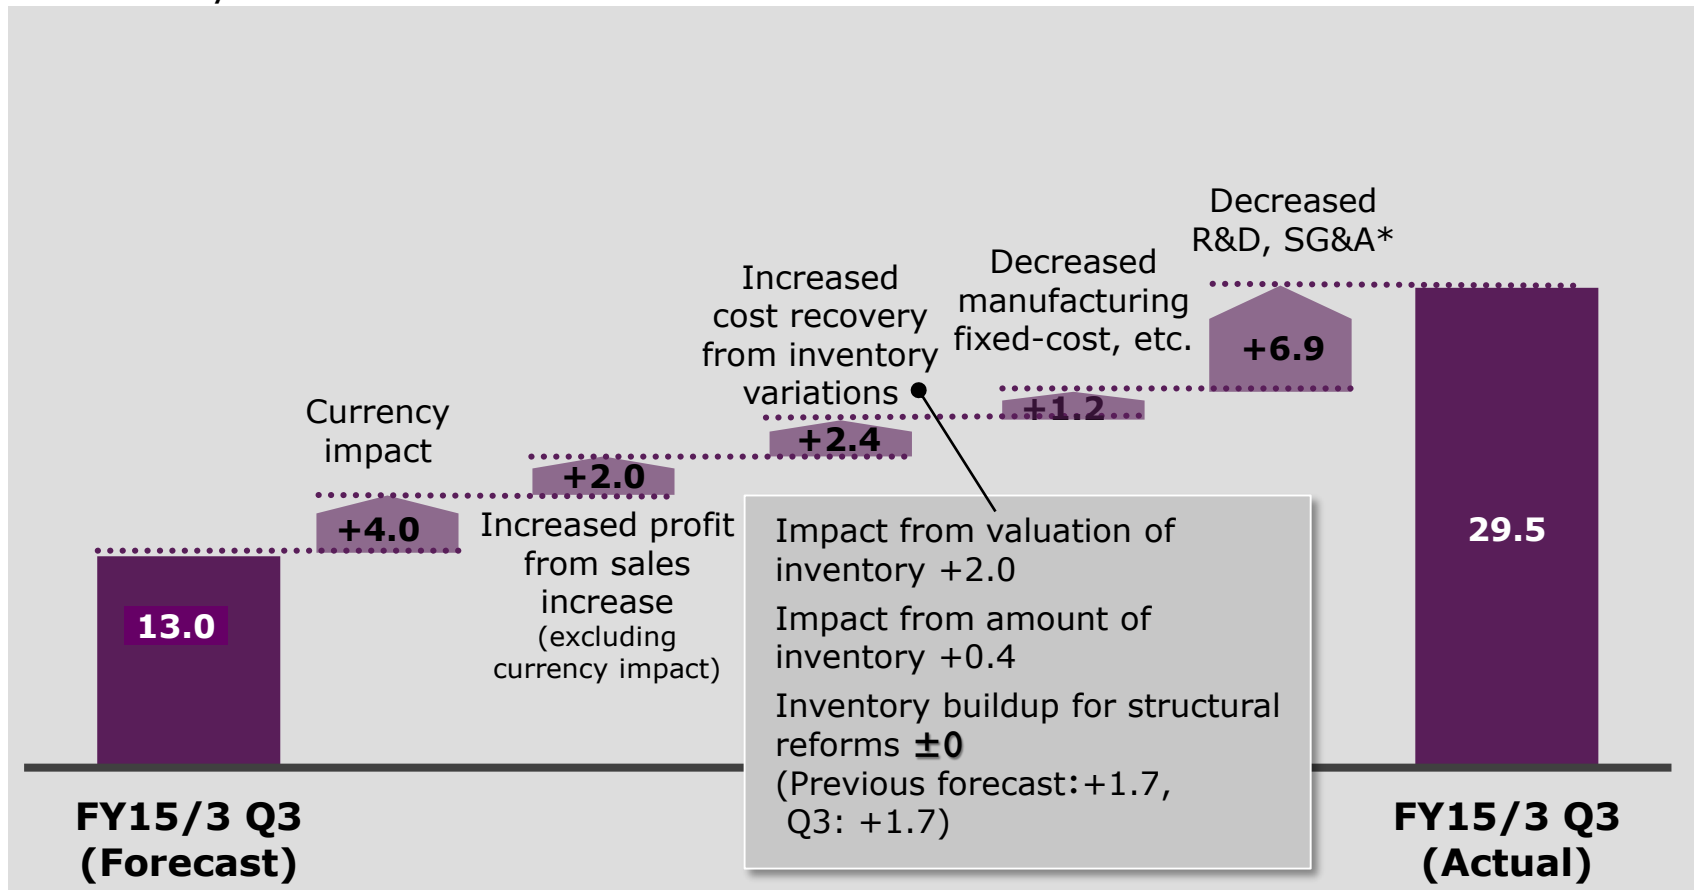 Decreased
R&D, SG&A*
+6.9
Decreased
manufacturing
fixed-cost, etc.
+1.2
Increased
cost recovery
from inventory
variations
+2.4
Currency
impact
+4.0
+2.0
Increased profit
from sales
increase
(excluding
currency impact)
Impact from valuation of
inventory +2.0
Impact from amount of
inventory +0.4
Inventory buildup for structural
reforms ±0
(Previous forecast:+1.7,
Q3: +1.7)
13.0
29.5
FY15/3 Q3
(Forecast)
FY15/3 Q3
(Actual)